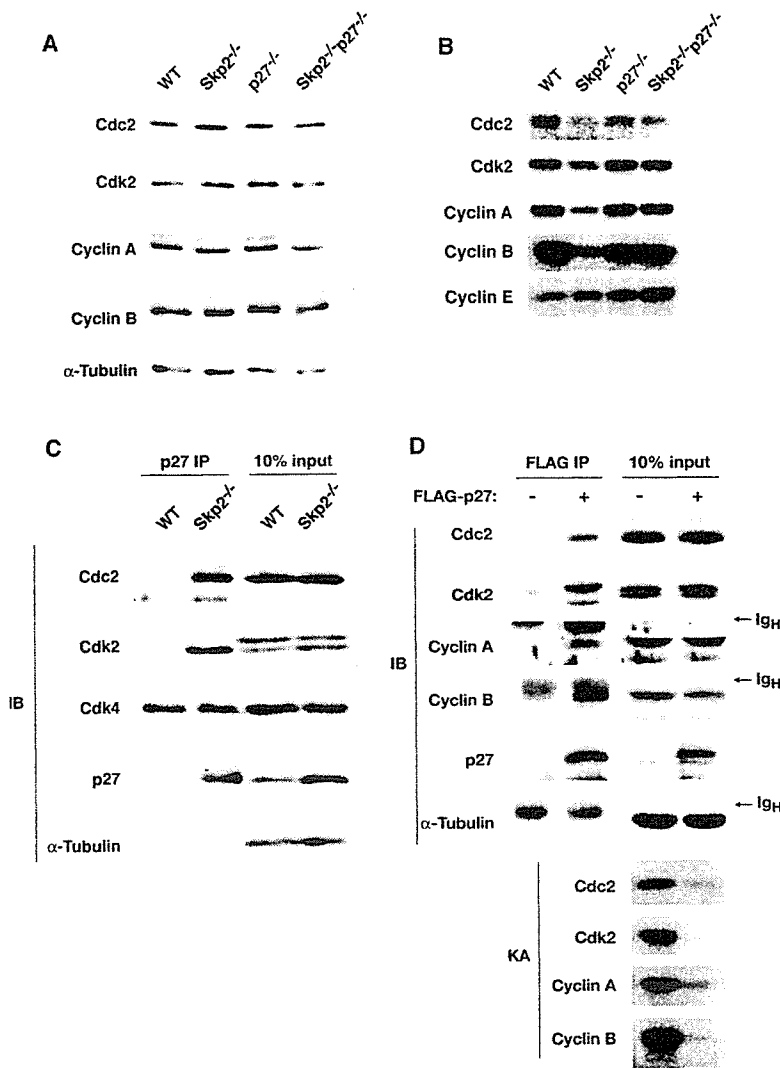 A
WT Skp2-/- p27-/- Skp2-/-p27-/-
Cdc2
Cdk2
Cyclin A
Cyclin B
α-Tubulin
B
WT Skp2-/- p27-/- Skp2-/-p27-/-
Cdc2
Cdk2
Cyclin A
Cyclin B
Cyclin E
C
p27 IP 10% input
WT Skp2-/- WT Skp2-/-
IB
Cdc2
Cdk2
Cdk4
p27
α-Tubulin
D
FLAG IP 10% input
FLAG-p27: - + - +
IB
Cdc2
Cdk2
←IgH
Cyclin A
←IgH
Cyclin B
p27
←IgH
α-Tubulin
KA
Cdc2
Cdk2
Cyclin A
Cyclin B